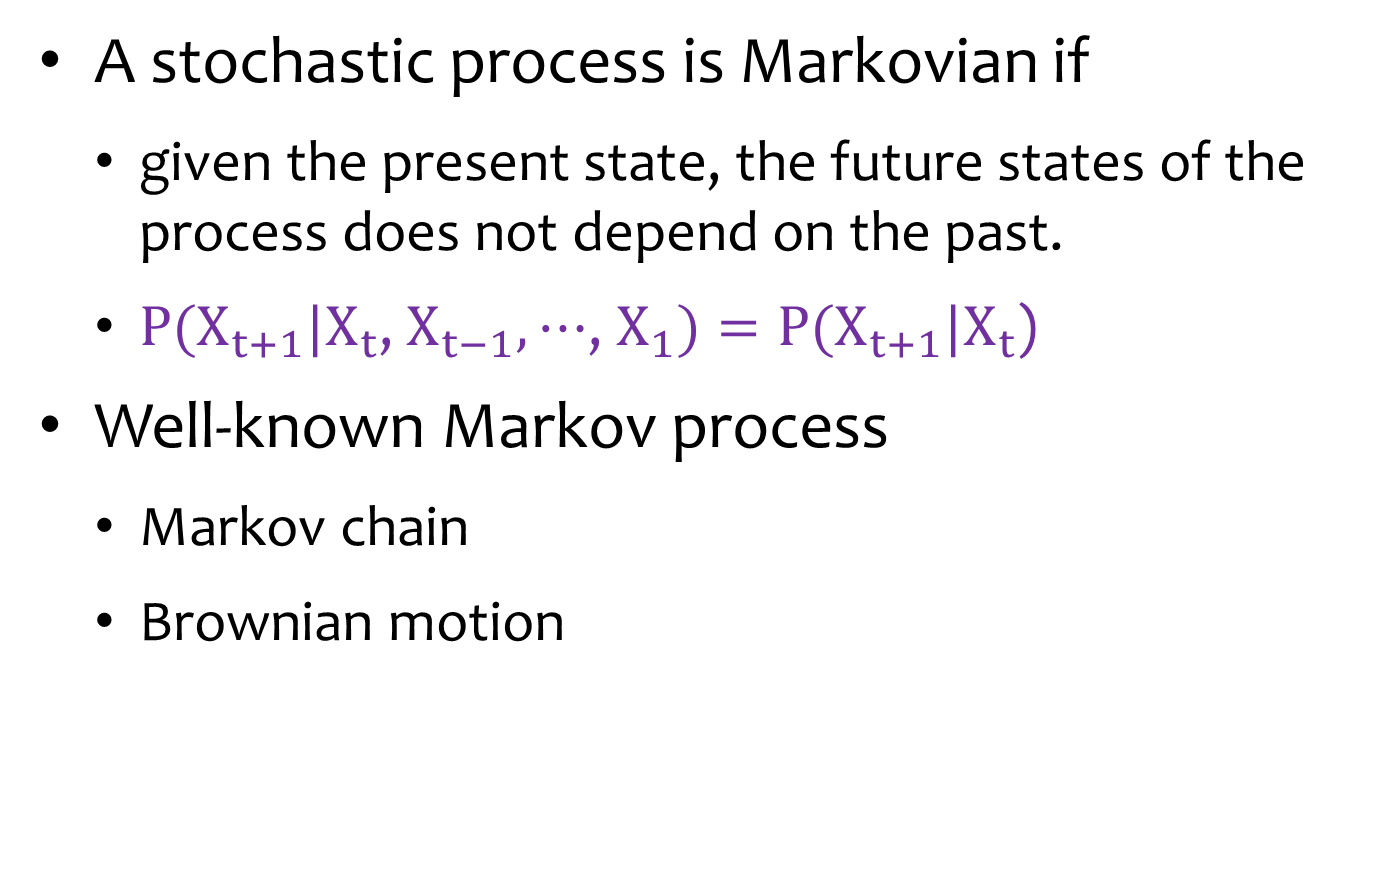 • A stochastic process is Markovian if
• given the present state, the future states of the
process does not depend on the past.
• P(Xₜ₊₁|Xₜ, Xₜ₋₁, ⋯, X₁) = P(Xₜ₊₁|Xₜ)
• Well-known Markov process
• Markov chain
• Brownian motion